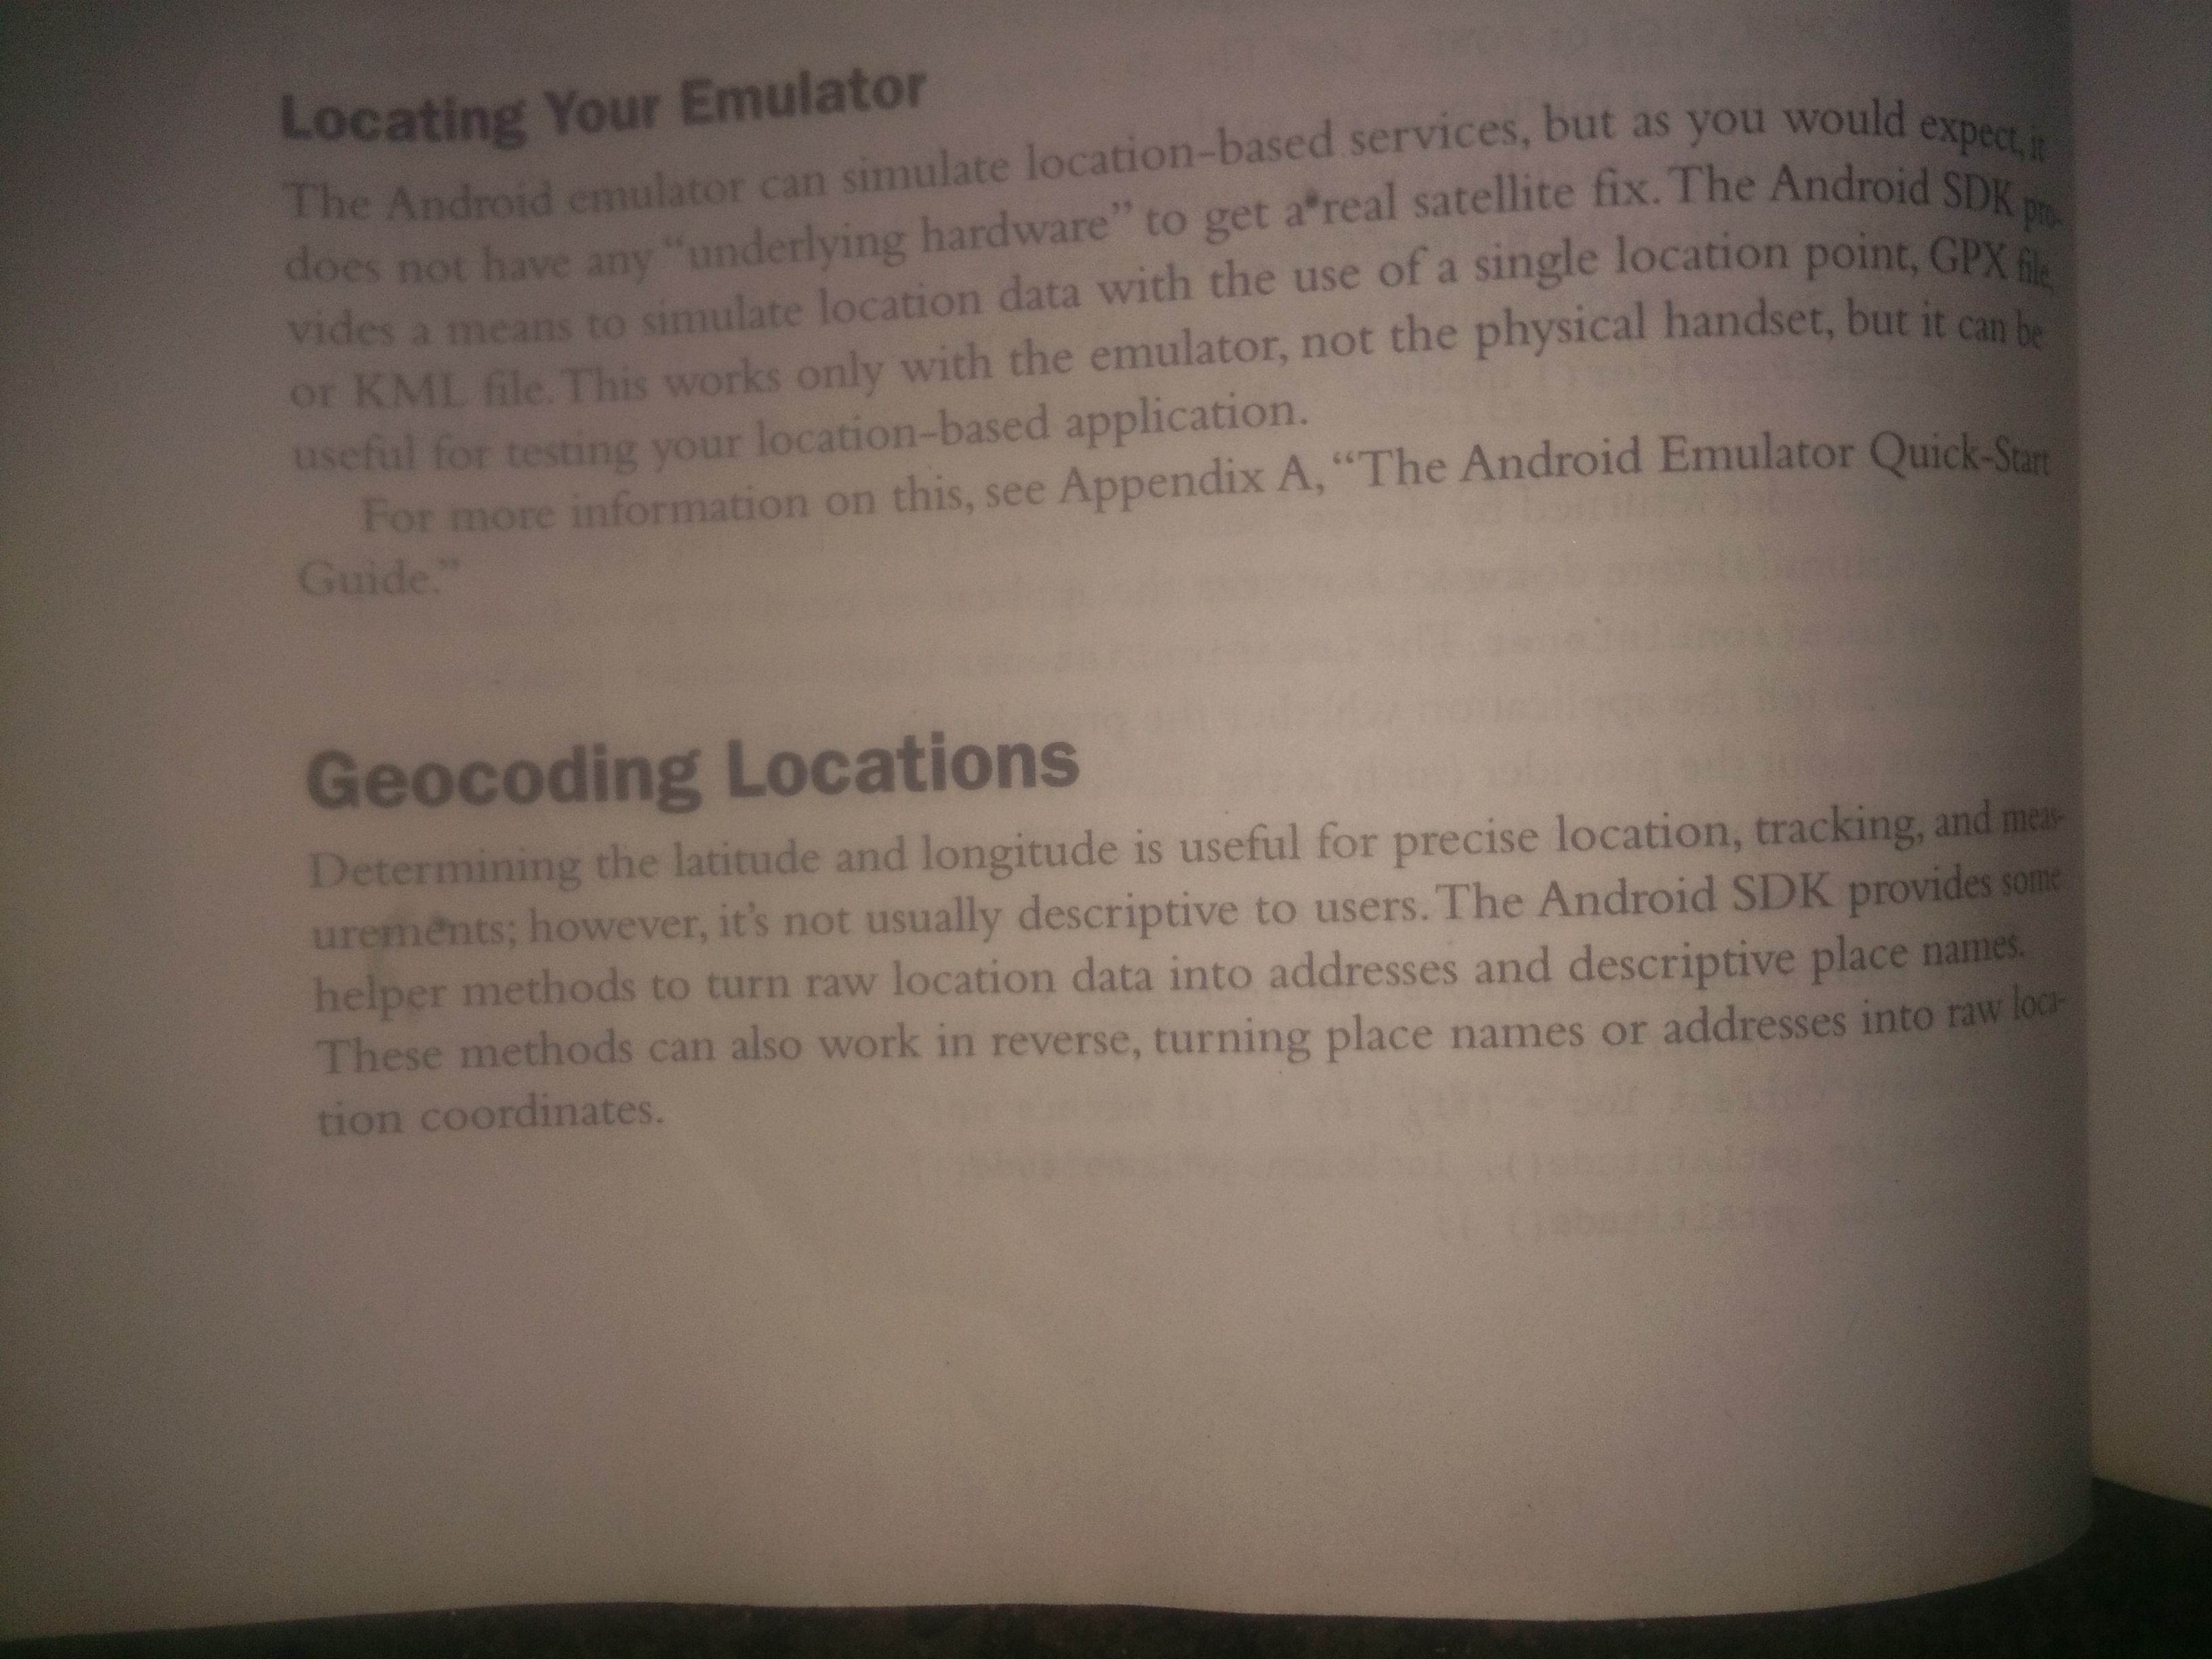 Locating Your Emulator
The Android emulator can simulate location-based services, but as you would expect, it
does not have any “underlying hardware” to get a real satellite fix. The Android SDK pro-
vides a means to simulate location data with the use of a single location point, GPX file,
or KML file. This works only with the emulator, not the physical handset, but it can be
useful for testing your location-based application.
For more information on this, see Appendix A, “The Android Emulator Quick-Start
Guide.”
Geocoding Locations
Determining the latitude and longitude is useful for precise location, tracking, and meas-
urements; however, it’s not usually descriptive to users. The Android SDK provides some
helper methods to turn raw location data into addresses and descriptive place names.
These methods can also work in reverse, turning place names or addresses into raw loca-
tion coordinates.